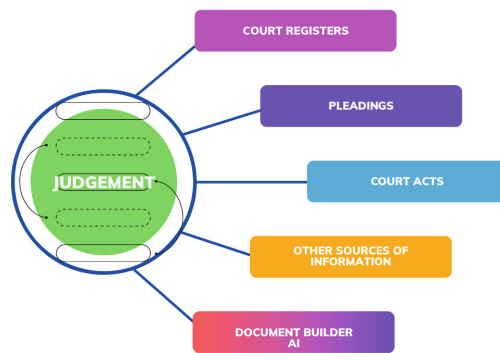 COURT REGISTERS
PLEADINGS
JUDGEMENT
COURT ACTS
OTHER SOURCES OF
INFORMATION
DOCUMENT BUILDER
AI